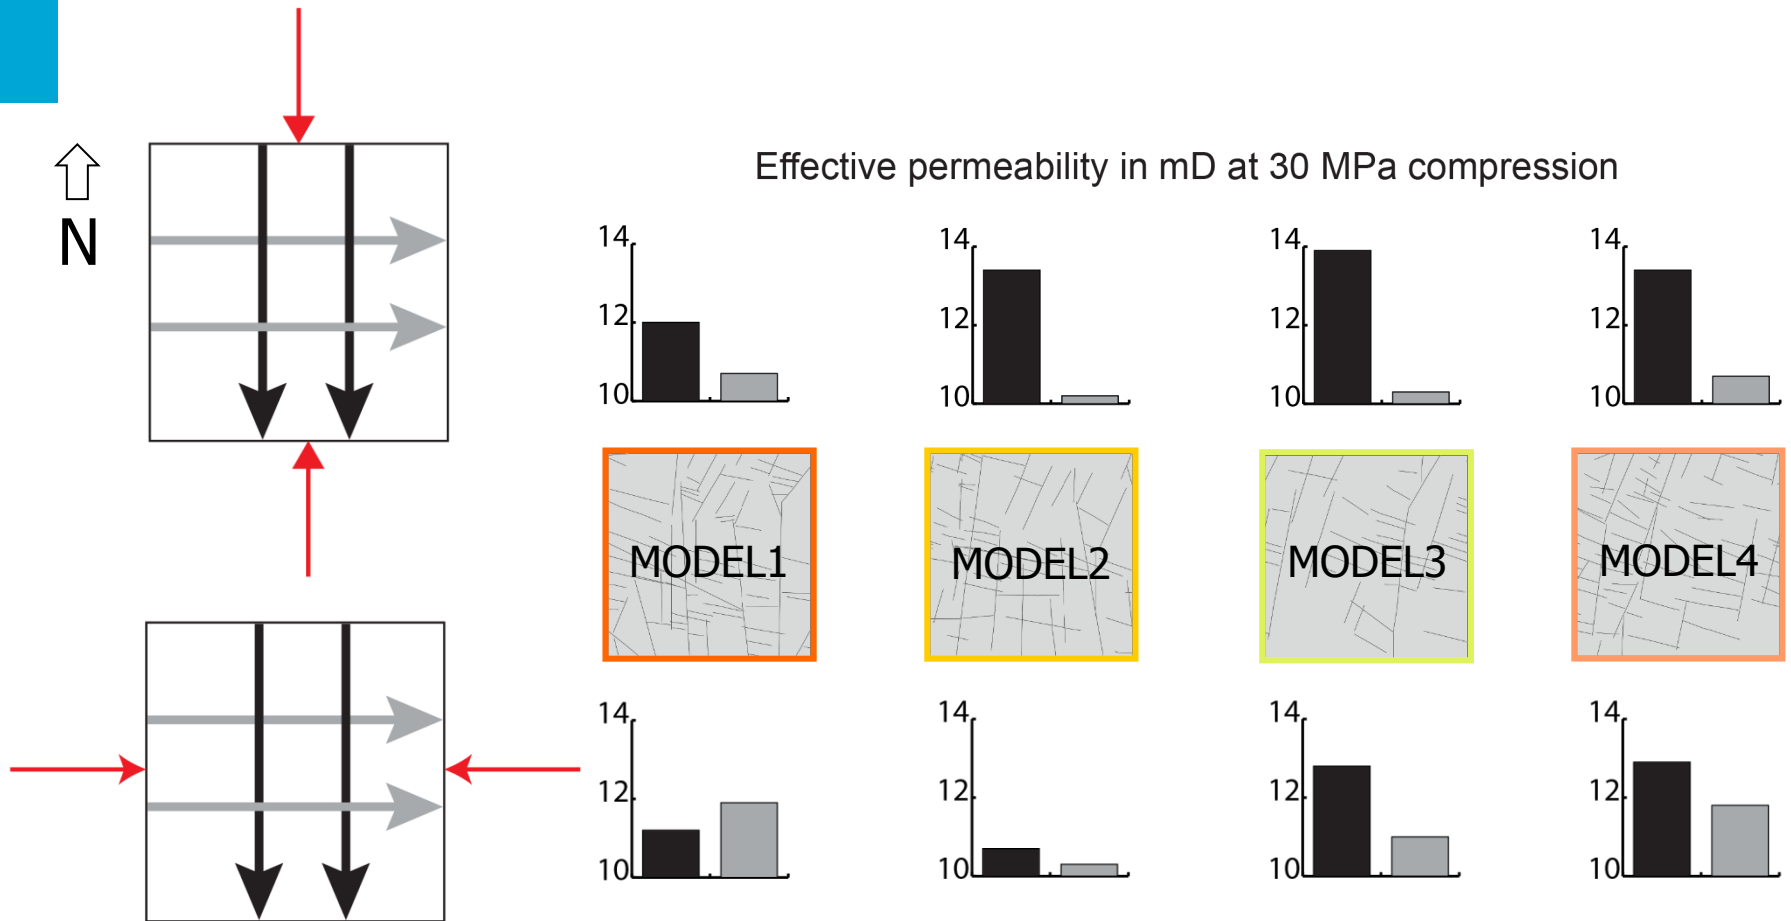 Effective permeability in mD at 30 MPa compression
N
14 14 14 14
12 12 12 12
10 10 10 10
MODEL1 MODEL2 MODEL3 MODEL4
14 14 14 14
12 12 12 12
10 10 10 10